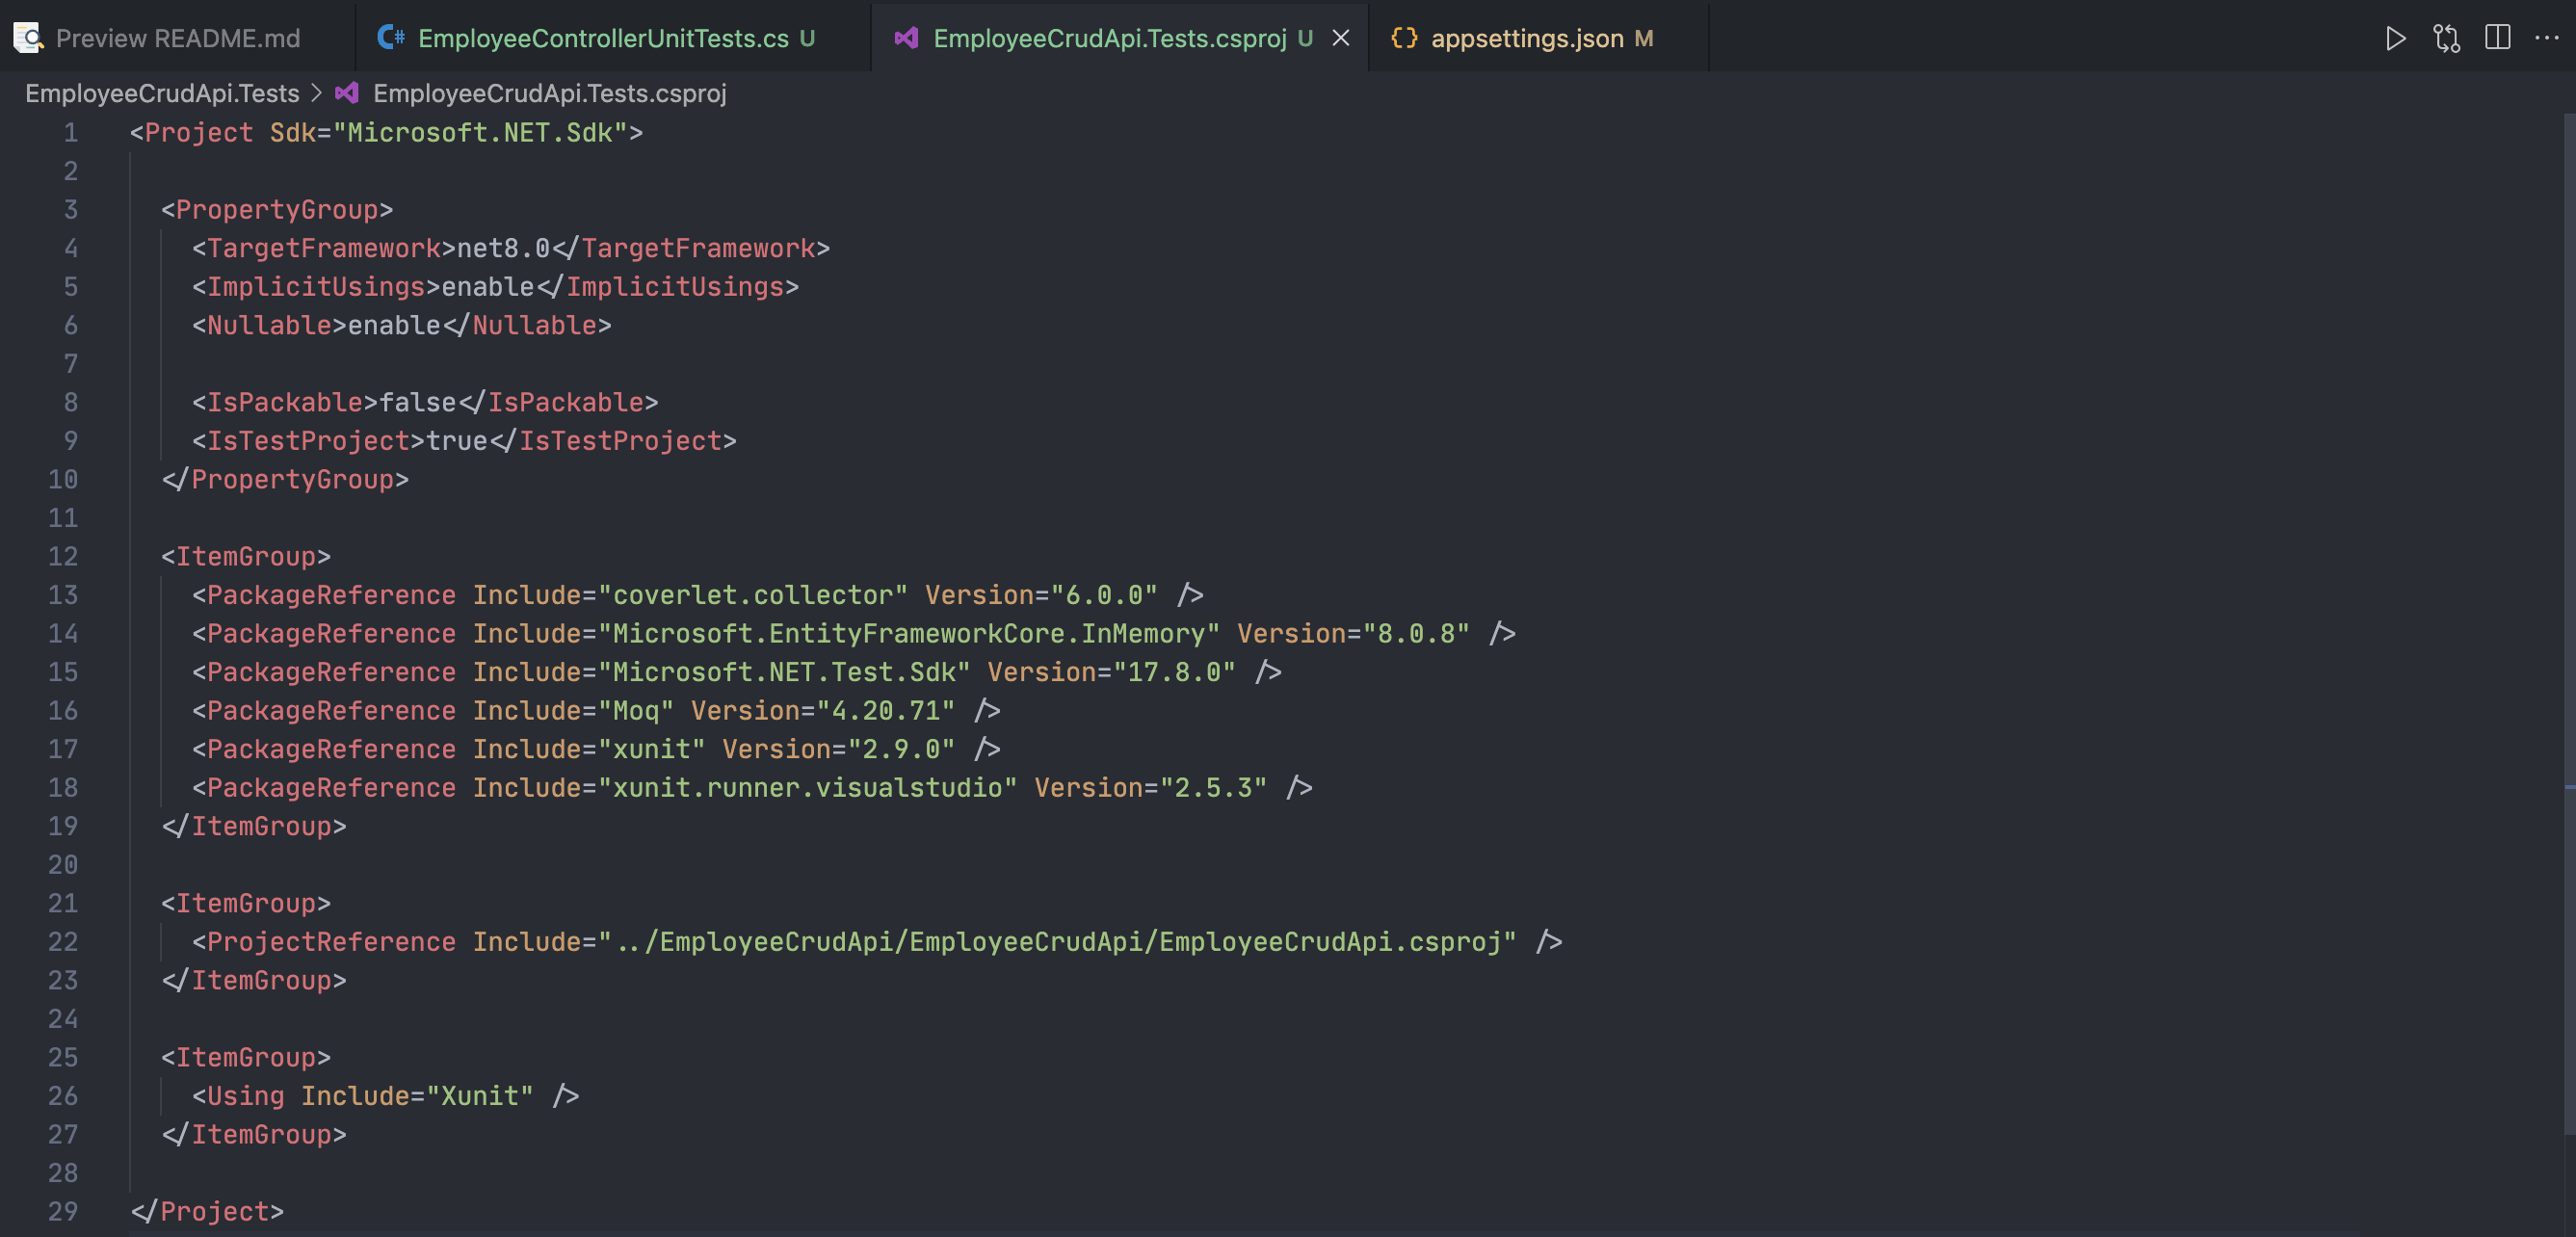 Preview README.md
EmployeeControllerUnitTests.cs U
EmployeeCrudApi.Tests.csproj U
appsettings.json M
EmployeeCrudApi.Tests > EmployeeCrudApi.Tests.csproj
1 <Project Sdk="Microsoft.NET.Sdk">
2
3 <PropertyGroup>
4 <TargetFramework>net8.0</TargetFramework>
5 <ImplicitUsings>enable</ImplicitUsings>
6 <Nullable>enable</Nullable>
7
8 <IsPackable>false</IsPackable>
9 <IsTestProject>true</IsTestProject>
10 </PropertyGroup>
11
12 <ItemGroup>
13 <PackageReference Include="coverlet.collector" Version="6.0.0" />
14 <PackageReference Include="Microsoft.EntityFrameworkCore.InMemory" Version="8.0.8" />
15 <PackageReference Include="Microsoft.NET.Test.Sdk" Version="17.8.0" />
16 <PackageReference Include="Moq" Version="4.20.71" />
17 <PackageReference Include="xunit" Version="2.9.0" />
18 <PackageReference Include="xunit.runner.visualstudio" Version="2.5.3" />
19 </ItemGroup>
20
21 <ItemGroup>
22 <ProjectReference Include="../EmployeeCrudApi/EmployeeCrudApi/EmployeeCrudApi.csproj" />
23 </ItemGroup>
24
25 <ItemGroup>
26 <Using Include="Xunit" />
27 </ItemGroup>
28
29 </Project>